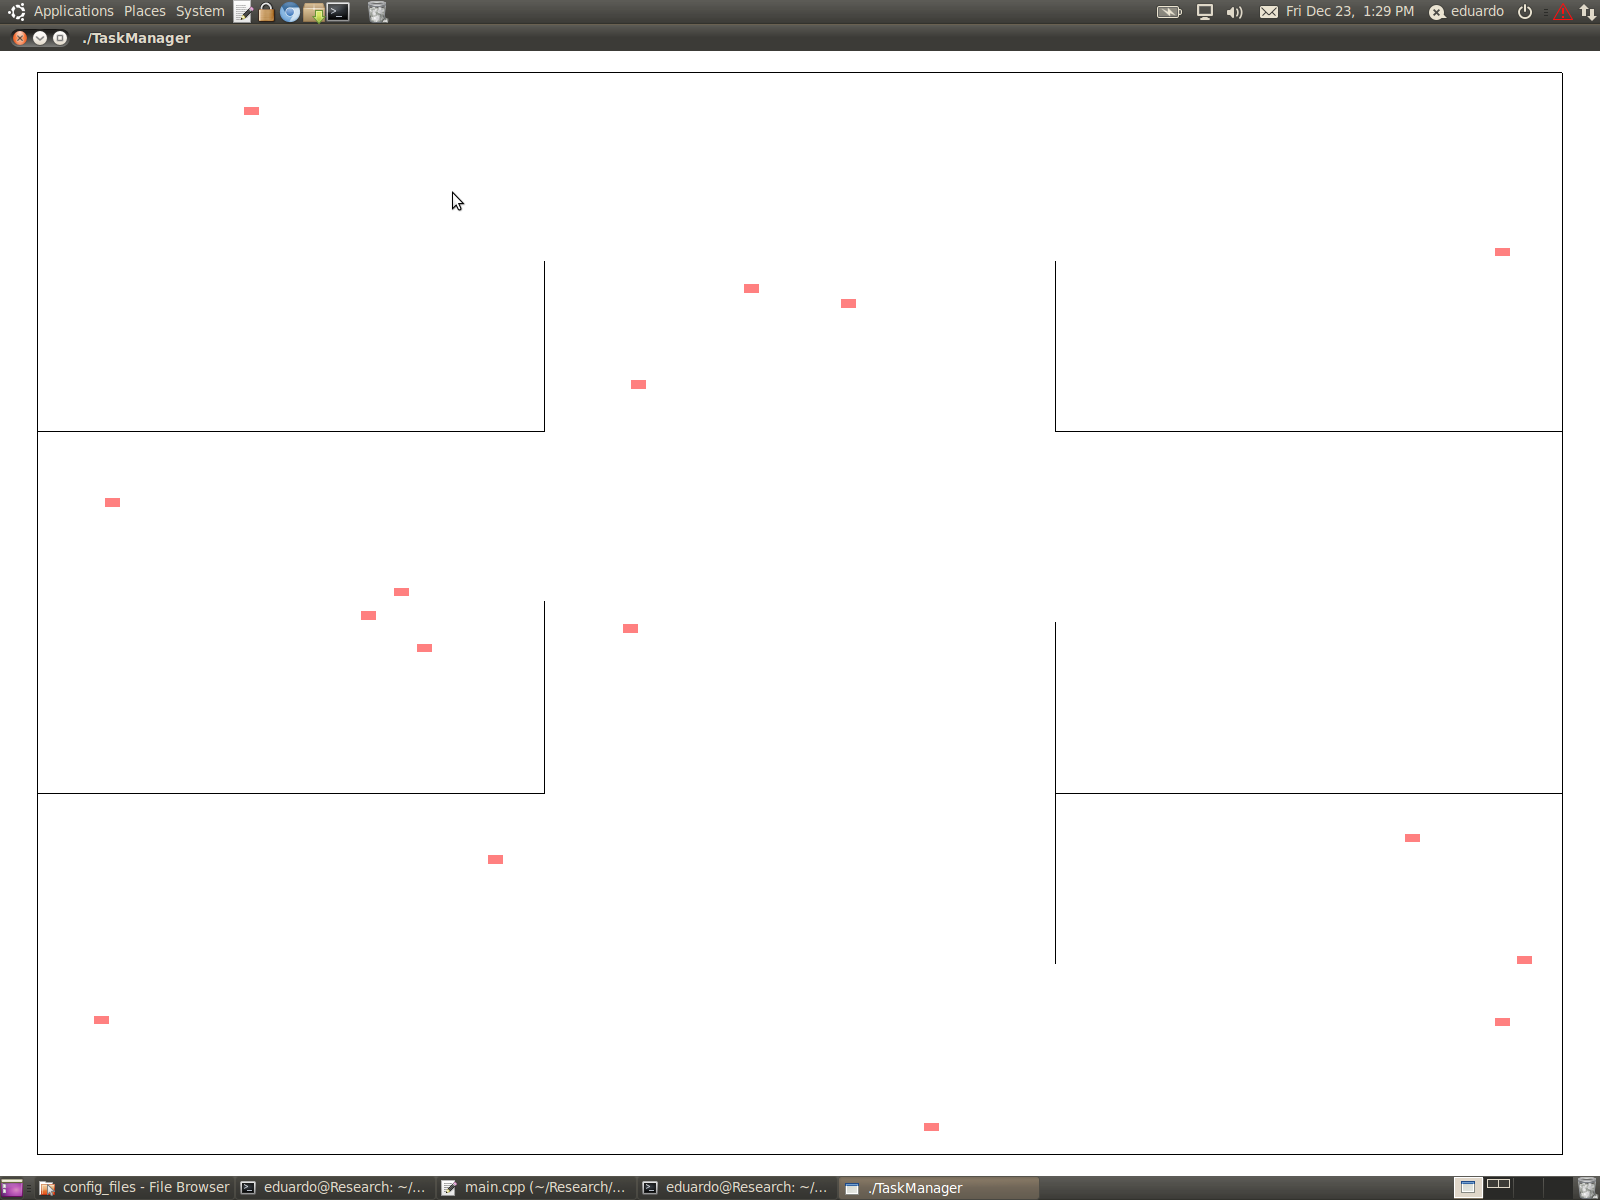 Applications Places System Fri Dec 23, 1:29 PM eduardo
./TaskManager
config_files - File Browser eduardo@Research: ~/... main.cpp (~/Research/... eduardo@Research: ~/... ./TaskManager